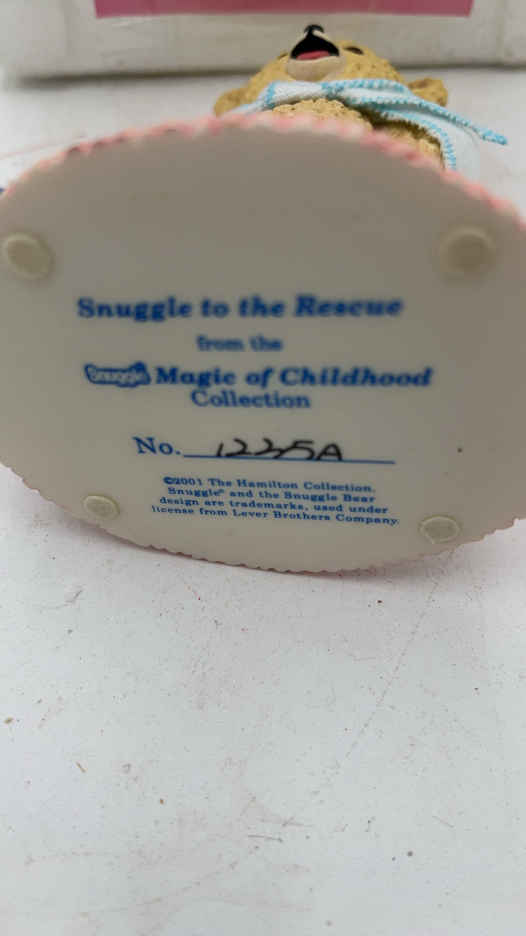 Snuggle to the Rescue
from the
Snuggle Magic of Childhood
Collection
No. 1225A
©2001 The Hamilton Collection.
Snuggle® and the Snuggle Bear
design are trademarks, used under
license from Lever Brothers Company.